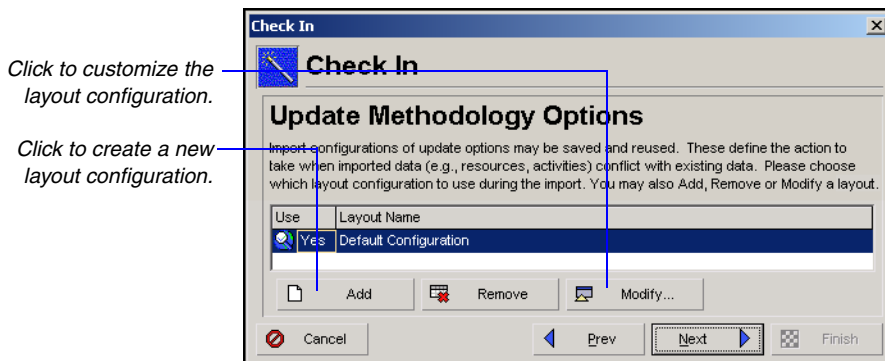 Check In
Check In
Click to customize the
layout configuration.
Update Methodology Options
Click to create a new
layout configuration.
Import configurations of update options may be saved and reused. These define the action to
take when imported data (e.g., resources, activities) conflict with existing data. Please choose
which layout configuration to use during the import. You may also Add, Remove or Modify a layout.
Use Layout Name
Yes Default Configuration
Add Remove Modify...
Cancel Prev Next Finish